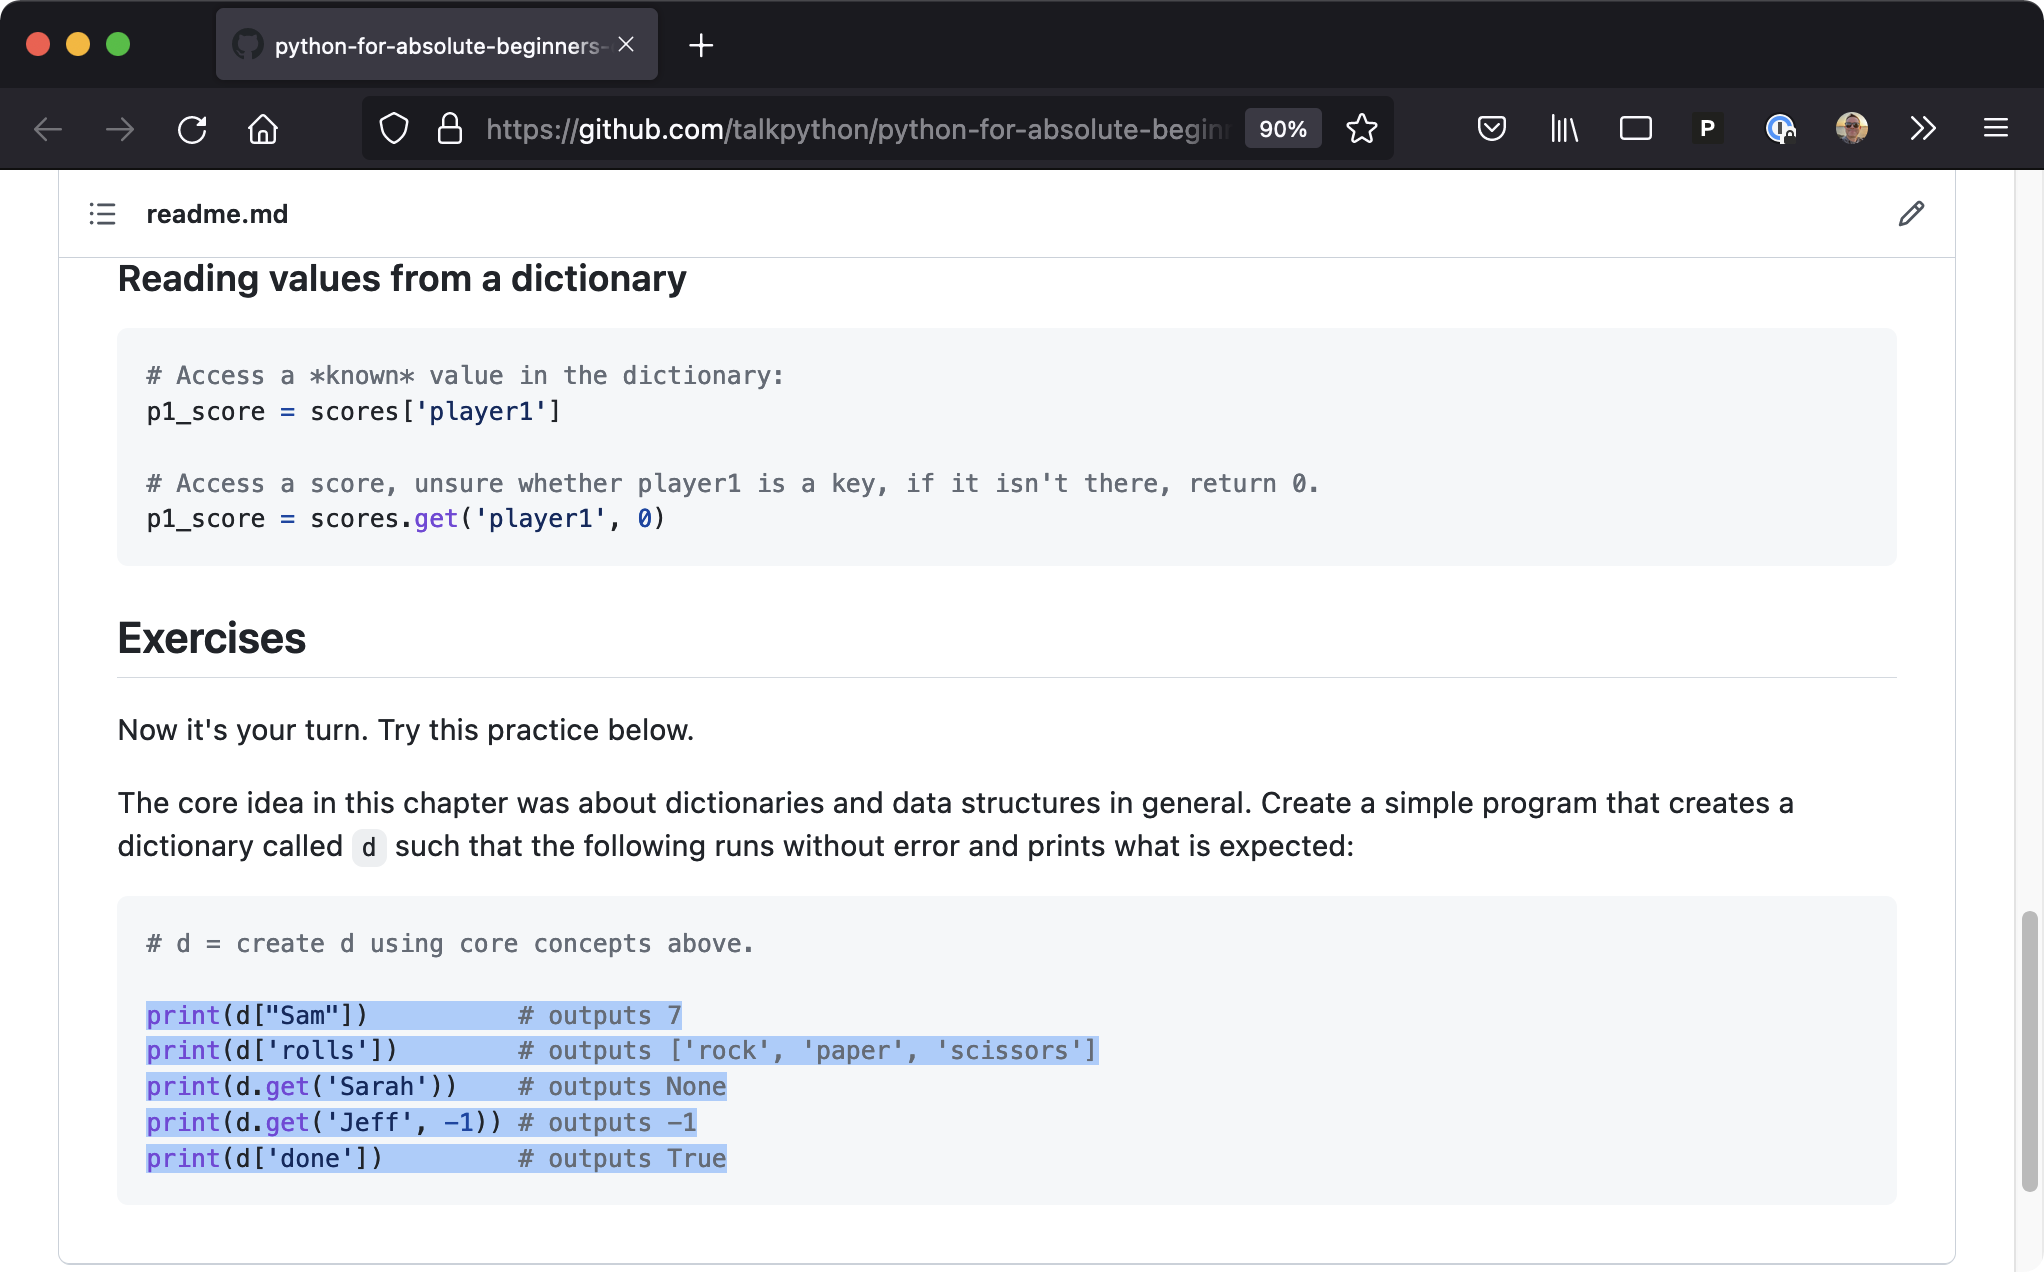 python-for-absolute-beginners-
https://github.com/talkpython/python-for-absolute-begin
90%
P
readme.md
Reading values from a dictionary
# Access a *known* value in the dictionary:
p1_score = scores['player1']
# Access a score, unsure whether player1 is a key, if it isn't there, return 0.
p1_score = scores.get('player1', 0)
Exercises
Now it's your turn. Try this practice below.
The core idea in this chapter was about dictionaries and data structures in general. Create a simple program that creates a
dictionary called d such that the following runs without error and prints what is expected:
# d = create d using core concepts above.
print(d["Sam"])          # outputs 7
print(d['rolls'])        # outputs ['rock', 'paper', 'scissors']
print(d.get('Sarah'))    # outputs None
print(d.get('Jeff', -1)) # outputs -1
print(d['done'])         # outputs True